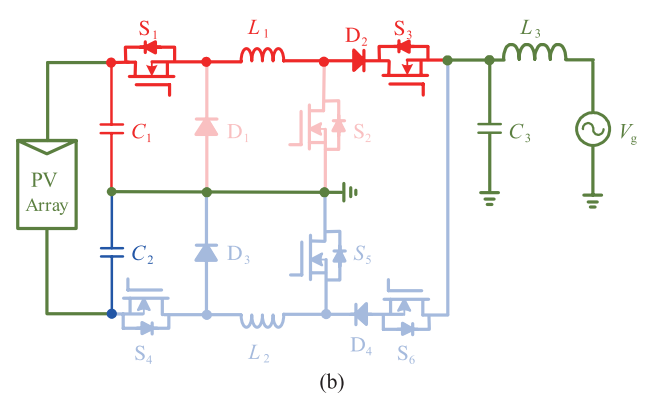 S1 L1 D2 S3 L3
C1 D1 S2 C3 Vg
PV
Array
C2 D3 S5
S4 L2 D4 S6
(b)